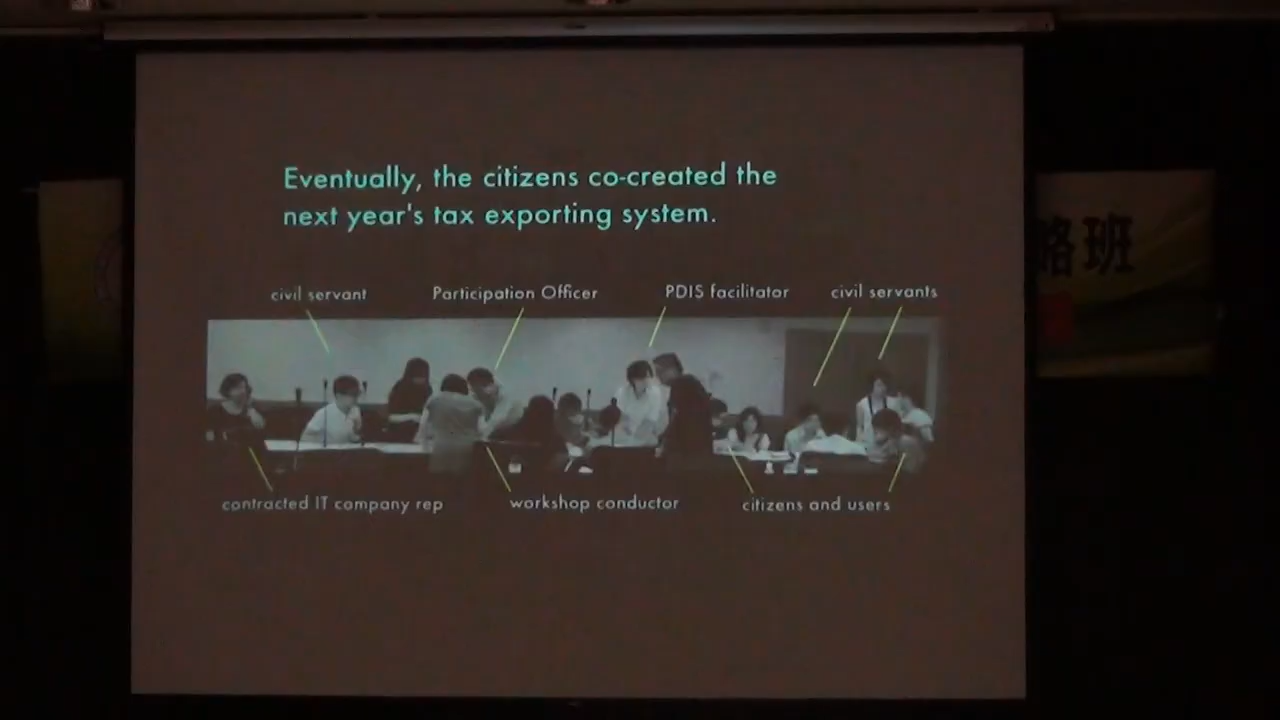 Eventually, the citizens co-created the
next year's tax exporting system.
civil servant
Participation Officer
PDIS facilitator
civil servants
contracted IT company rep
workshop conductor
citizens and users
略班